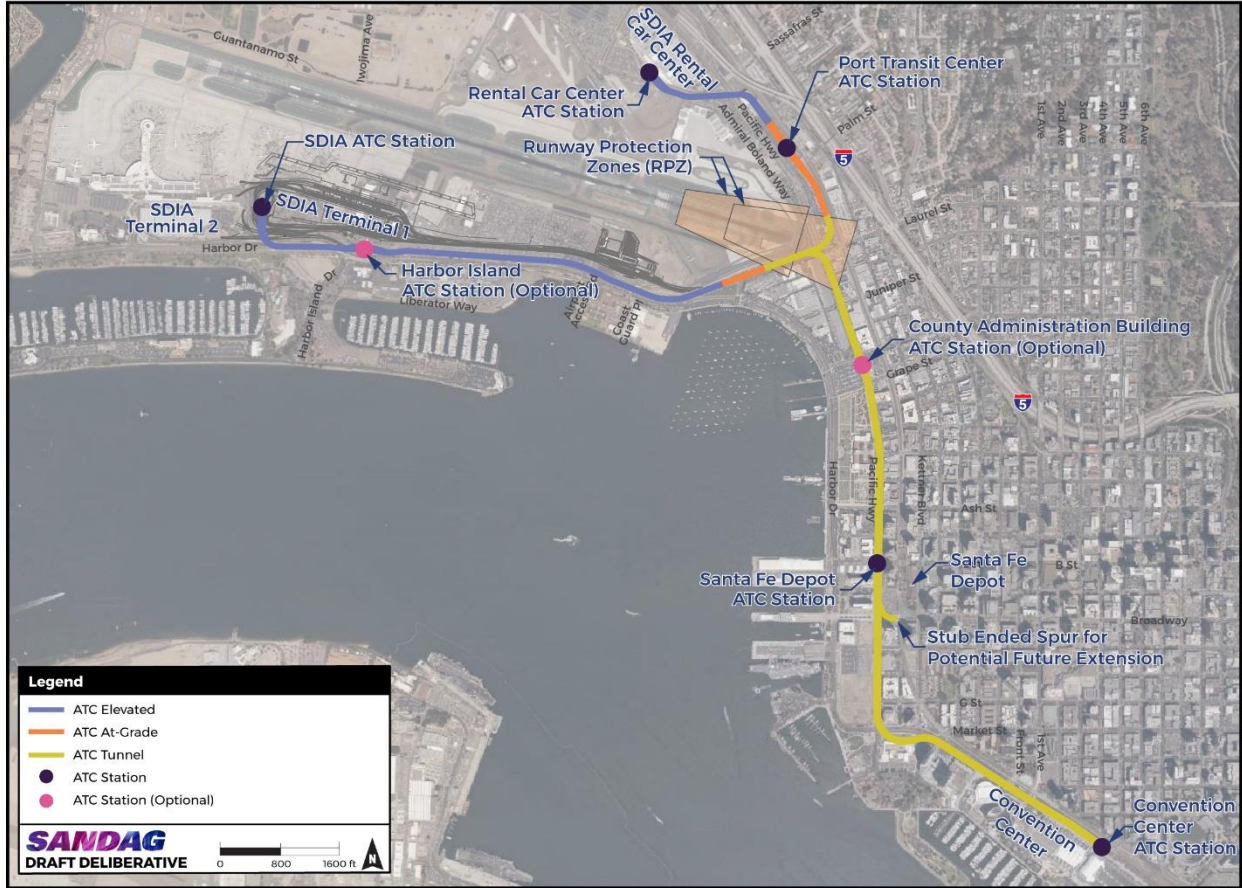 Guantanamo St
Iwojima Ave
SDIA Rental
Car Center
Sassafras St
Rental Car Center
ATC Station
Port Transit Center
ATC Station
Pacific Hwy
Admiral Boland Way
Palm St
1st Ave
2nd Ave
3rd Ave
4th Ave
5th Ave
6th Ave
SDIA ATC Station
Runway Protection
Zones (RPZ)
5
SDIA
Terminal 2
SDIA Terminal 1
Laurel St
Harbor Dr
Harbor Island
ATC Station (Optional)
Harbor Island Dr
Liberator Way
Airport
Access Rd
Coast
Guard Pl
Juniper St
County Administration Building
ATC Station (Optional)
Grape St
5
Harbor Dr
Pacific Hwy
Kettner Blvd
Ash St
Santa Fe Depot
ATC Station
Santa Fe
Depot
B St
Broadway
Stub Ended Spur for
Potential Future Extension
G St
Market St
Front St
1st Ave
Convention
Center
Convention
Center
ATC Station
Legend
ATC Elevated
ATC At-Grade
ATC Tunnel
ATC Station
ATC Station (Optional)
SANDAG
DRAFT DELIBERATIVE
0 800 1600 ft
N